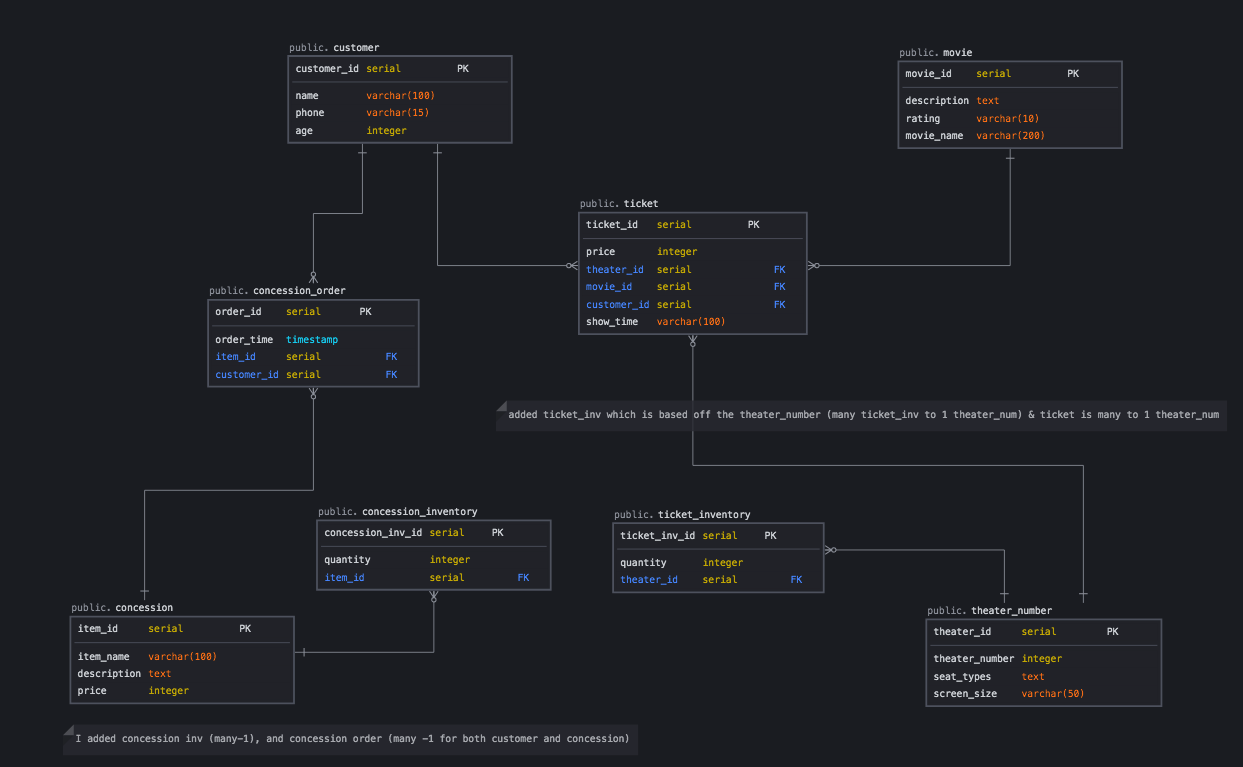 public. customer
customer_id serial PK
name varchar(100)
phone varchar(15)
age integer
public. movie
movie_id serial PK
description text
rating varchar(10)
movie_name varchar(200)
public. ticket
ticket_id serial PK
price integer
theater_id serial FK
movie_id serial FK
customer_id serial FK
show_time varchar(100)
public. concession_order
order_id serial PK
order_time timestamp
item_id serial FK
customer_id serial FK
added ticket_inv which is based off the theater_number (many ticket_inv to 1 theater_num) & ticket is many to 1 theater_num
public. concession_inventory
concession_inv_id serial PK
quantity integer
item_id serial FK
public. ticket_inventory
ticket_inv_id serial PK
quantity integer
theater_id serial FK
public. concession
item_id serial PK
item_name varchar(100)
description text
price integer
public. theater_number
theater_id serial PK
theater_number integer
seat_types text
screen_size varchar(50)
I added concession inv (many-1), and concession order (many -1 for both customer and concession)